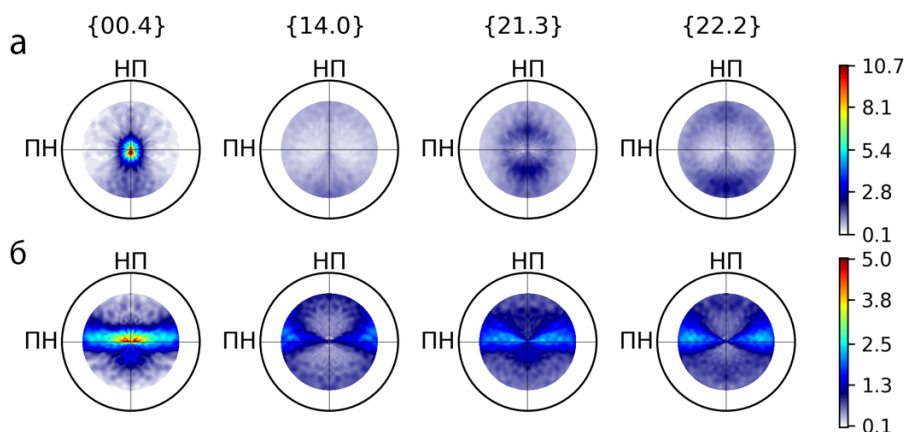 {00.4} {14.0} {21.3} {22.2}
а
НП НП НП НП
ПН ПН ПН ПН
10.7
8.1
5.4
2.8
0.1
б
НП НП НП НП
ПН ПН ПН ПН
5.0
3.8
2.5
1.3
0.1